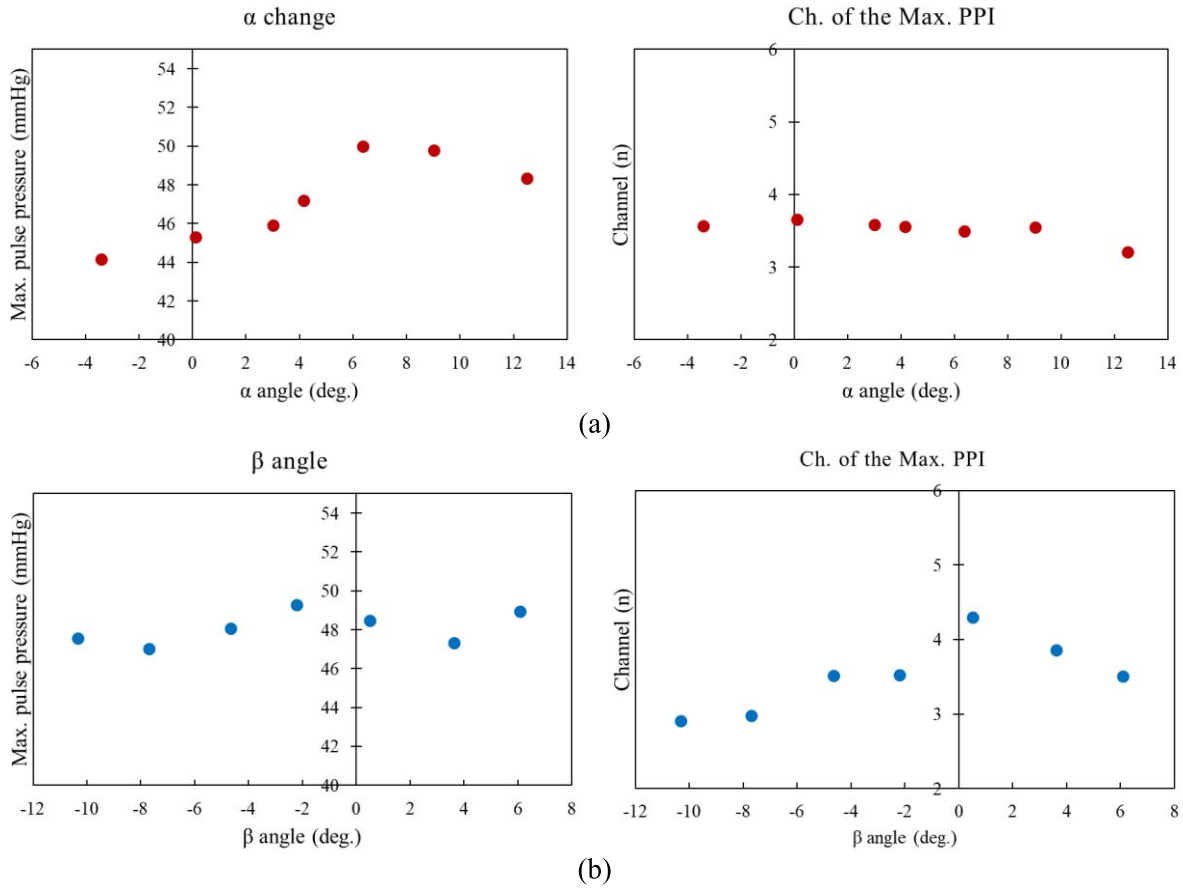 α change
Max. pulse pressure (mmHg)
54
52
50
48
46
44
42
40
-6 -4 -2 0 2 4 6 8 10 12 14
α angle (deg.)
Ch. of the Max. PPI
Channel (n)
6
5
4
3
2
-6 -4 -2 0 2 4 6 8 10 12 14
α angle (deg.)
(a)
β angle
Max. pulse pressure (mmHg)
54
52
50
48
46
44
42
40
-12 -10 -8 -6 -4 -2 0 2 4 6 8
β angle (deg.)
Ch. of the Max. PPI
Channel (n)
6
5
4
3
2
-12 -10 -8 -6 -4 -2 0 2 4 6 8
β angle (deg.)
(b)